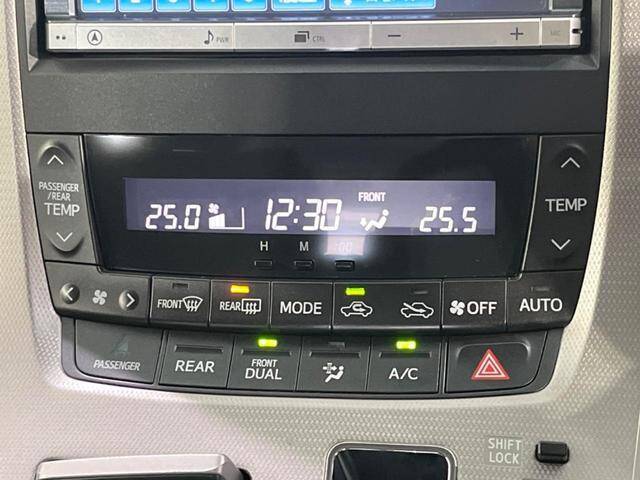 PWR CTRL MIC
PASSENGER
/REAR
TEMP
FRONT
25.0 12:30 25.5
H M :00
TEMP
FRONT REAR MODE OFF AUTO
PASSENGER REAR FRONT
DUAL A/C
SHIFT
LOCK